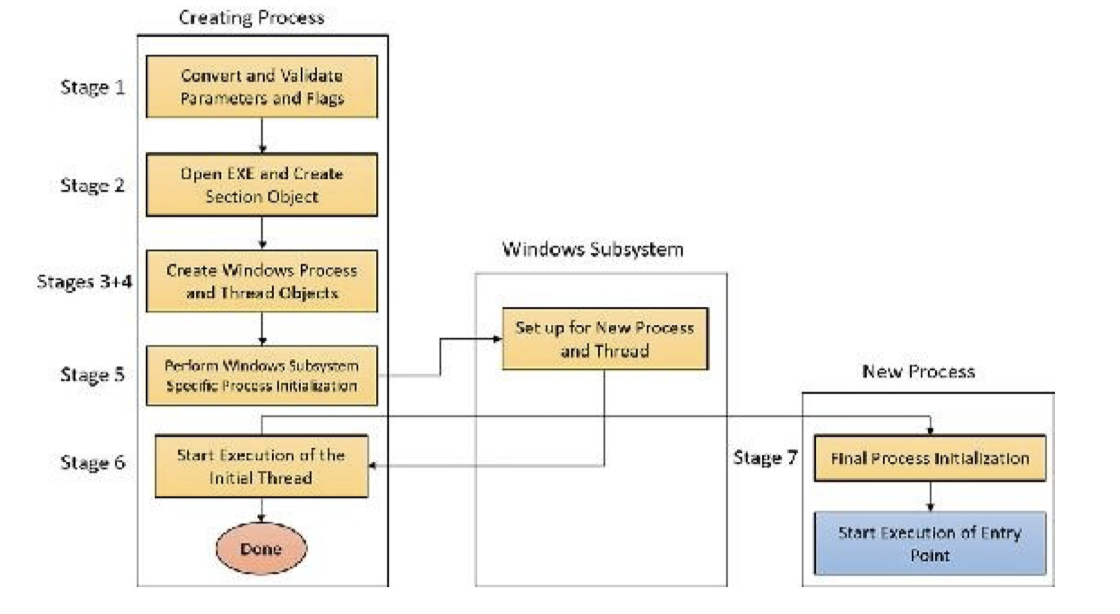 Creating Process
Stage 1
Convert and Validate
Parameters and Flags
Stage 2
Open EXE and Create
Section Object
Stages 3+4
Create Windows Process
and Thread Objects
Stage 5
Perform Windows Subsystem
Specific Process Initialization
Stage 6
Start Execution of the
Initial Thread
Done
Windows Subsystem
Set up for New Process
and Thread
New Process
Stage 7
Final Process Initialization
Start Execution of Entry
Point